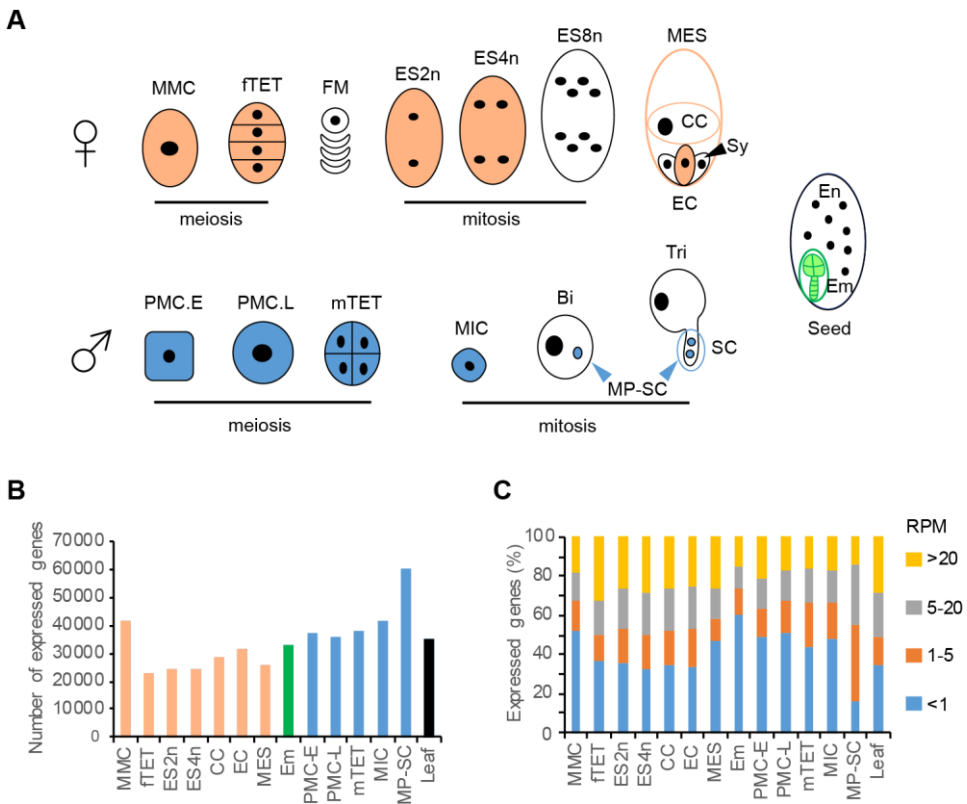 A
♀
MMC
fTET
FM
ES2n
ES4n
ES8n
MES
CC
Sy
EC
meiosis
mitosis
En
Em
Seed
♂
PMC.E
PMC.L
mTET
MIC
Bi
Tri
SC
MP-SC
meiosis
mitosis
B
Number of expressed genes
70000
60000
50000
40000
30000
20000
10000
0
MMC
fTET
ES2n
ES4n
CC
EC
MES
Em
PMC-E
PMC-L
mTET
MIC
MP-SC
Leaf
C
Expressed genes (%)
100
80
60
40
20
0
MMC
fTET
ES2n
ES4n
CC
EC
MES
Em
PMC-E
PMC-L
mTET
MIC
MP-SC
Leaf
RPM
>20
5-20
1-5
<1